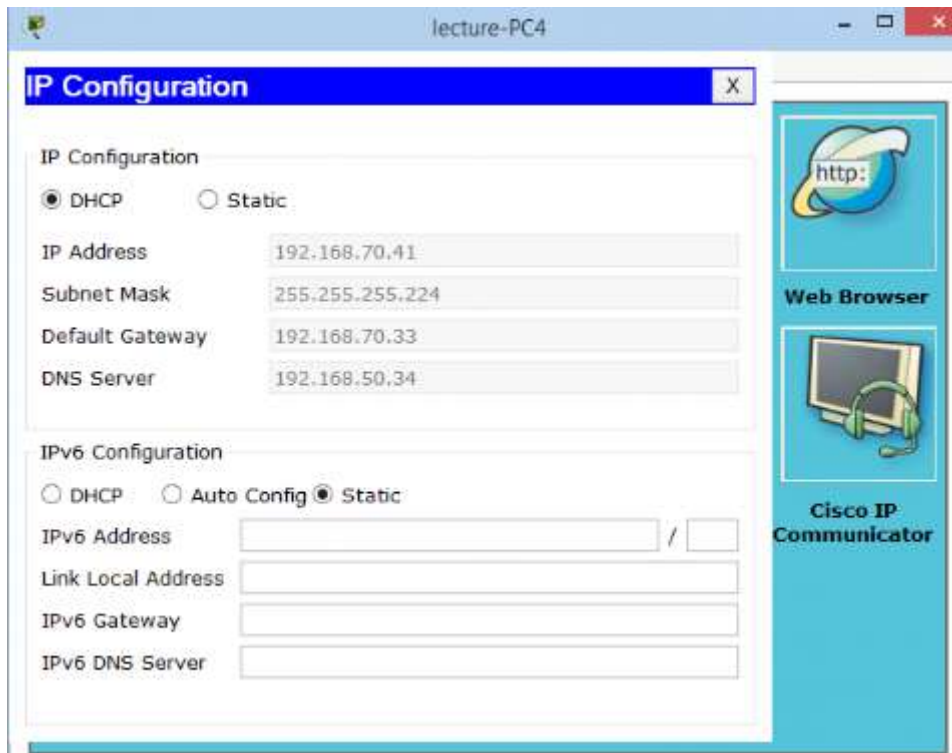 lecture-PC4
IP Configuration X
IP Configuration
DHCP Static
IP Address 192.168.70.41
Subnet Mask 255.255.255.224
Default Gateway 192.168.70.33
DNS Server 192.168.50.34
IPv6 Configuration
DHCP Auto Config Static
IPv6 Address /
Link Local Address
IPv6 Gateway
IPv6 DNS Server
http:
Web Browser
Cisco IP
Communicator